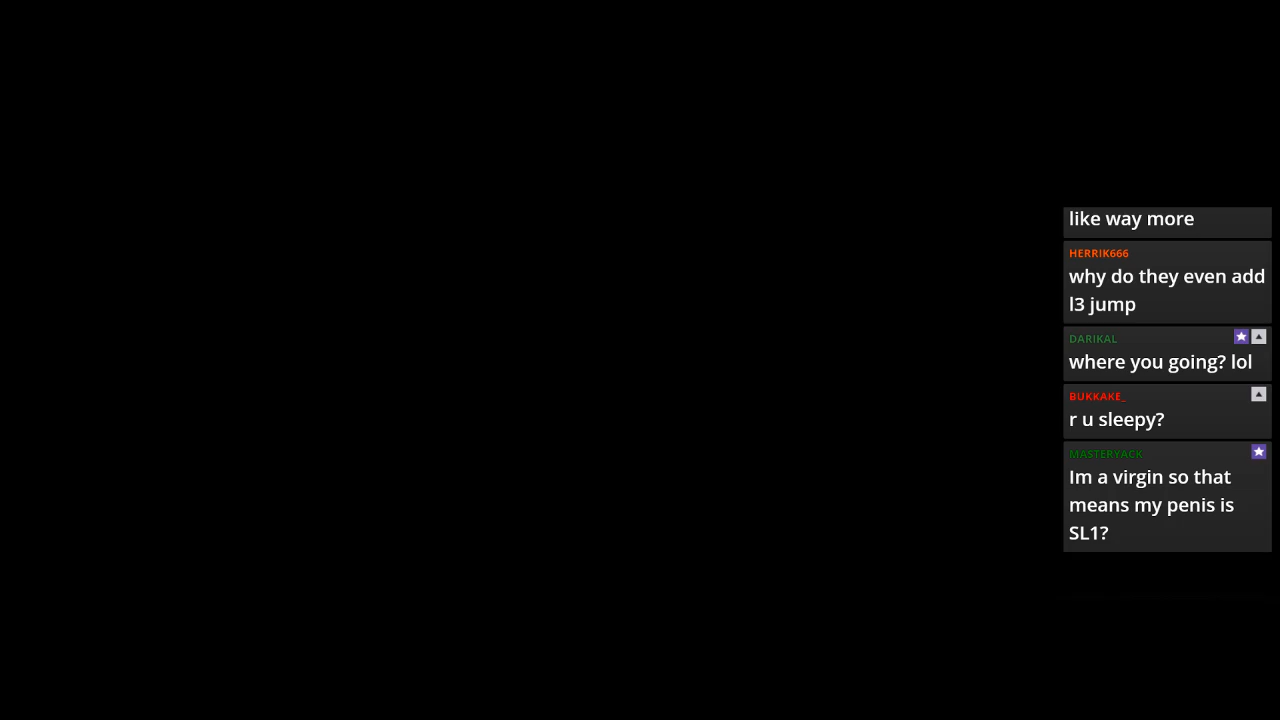 like way more
HERRIK666
why do they even add
l3 jump
DARIKAL
where you going? lol
BUKKAKE_
r u sleepy?
MASTERYACK
Im a virgin so that
means my penis is
SL1?